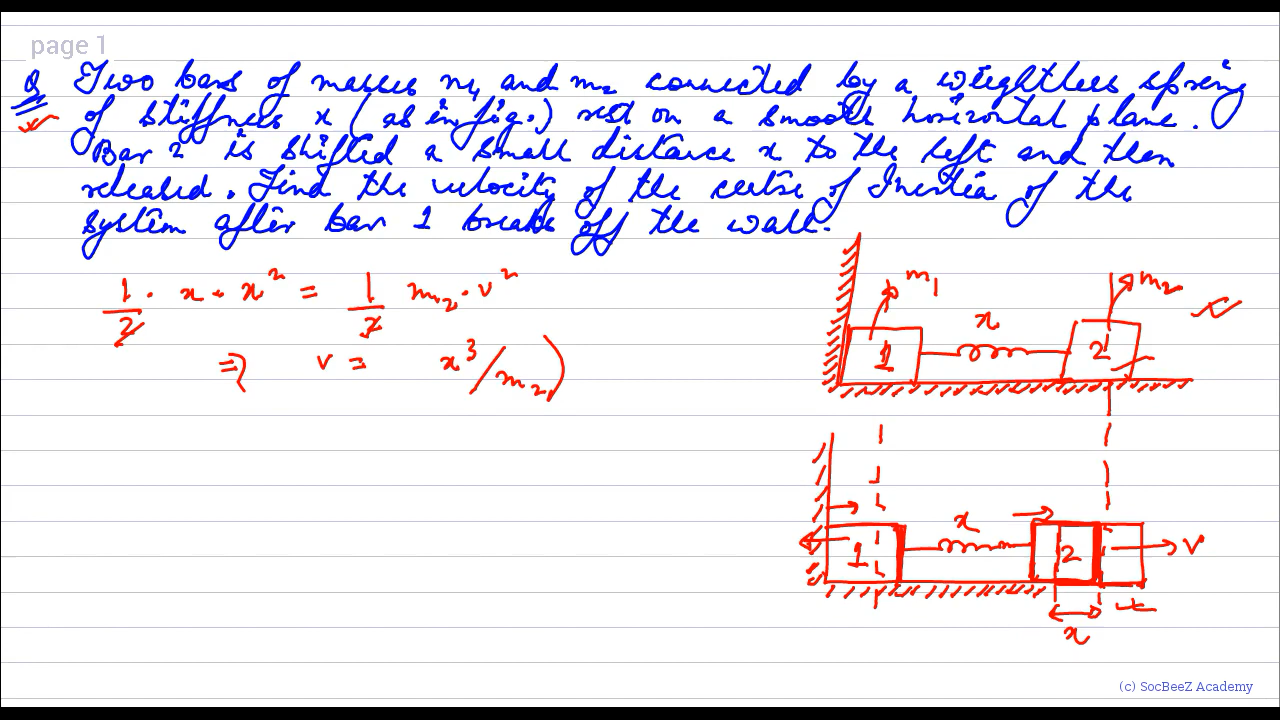 page 1
Q Two bars of masses m1 and m2 connected by a weightless spring
of stiffness x (as in fig.) rest on a smooth horizontal plane.
Bar 2 is shifted a small distance x to the left and then
released. Find the velocity of the centre of Inertia of the
system after bar 1 breaks off the wall.
1/2 · x · x² = 1/2 m2 · v²
⇒ v = x³/m2)
m1
m2
x
1
2
x
1
2
v
x
(c) SocBeeZ Academy